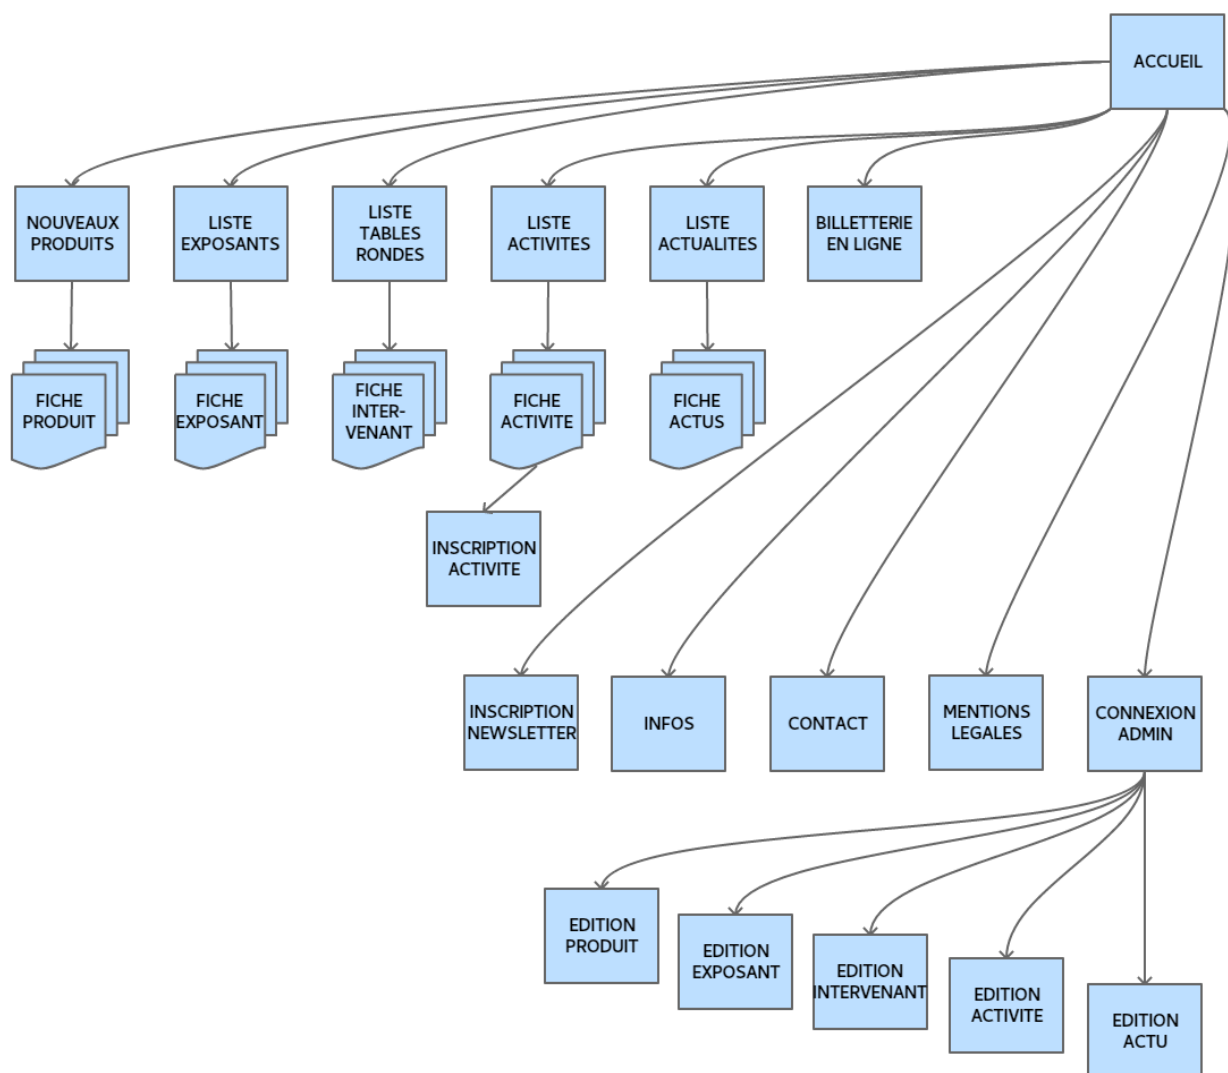 ACCUEIL
NOUVEAUX
PRODUITS
LISTE
EXPOSANTS
LISTE
TABLES
RONDES
LISTE
ACTIVITES
LISTE
ACTUALITES
BILLETTERIE
EN LIGNE
FICHE
PRODUIT
FICHE
EXPOSANT
FICHE
INTER-
VENANT
FICHE
ACTIVITE
FICHE
ACTUS
INSCRIPTION
ACTIVITE
INSCRIPTION
NEWSLETTER
INFOS
CONTACT
MENTIONS
LEGALES
CONNEXION
ADMIN
EDITION
PRODUIT
EDITION
EXPOSANT
EDITION
INTERVENANT
EDITION
ACTIVITE
EDITION
ACTU